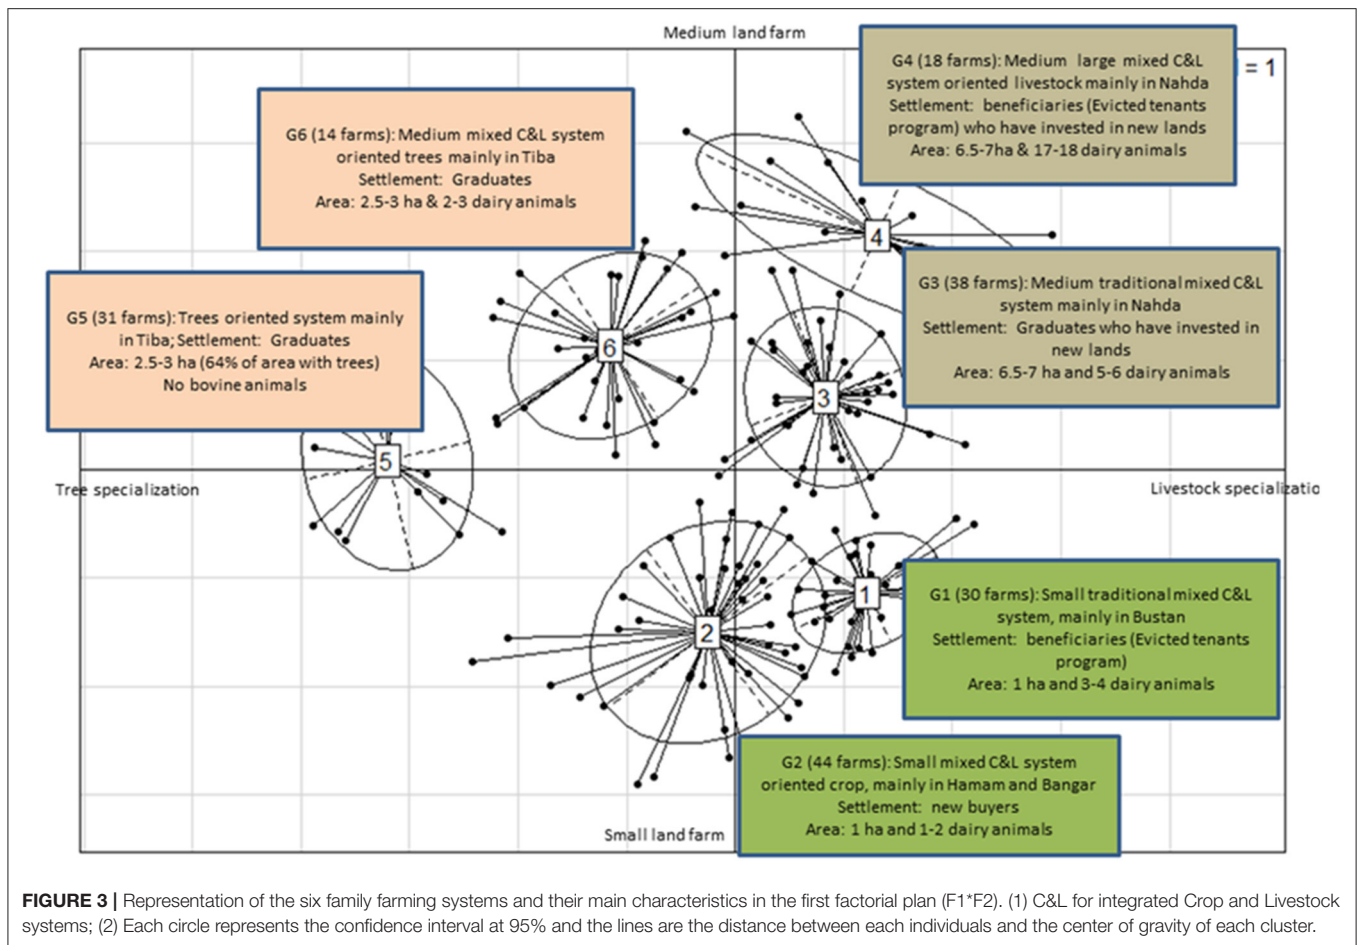 Medium land farm
= 1
G4 (18 farms): Medium large mixed C&L
system oriented livestock mainly in Nahda
Settlement: beneficiaries (Evicted tenants
program) who have invested in new lands
Area: 6.5-7ha & 17-18 dairy animals
G6 (14 farms): Medium mixed C&L system
oriented trees mainly in Tiba
Settlement: Graduates
Area: 2.5-3 ha & 2-3 dairy animals
4
G3 (38 farms): Medium traditional mixed C&L
system mainly in Nahda
Settlement: Graduates who have invested in
new lands
Area: 6.5-7 ha and 5-6 dairy animals
G5 (31 farms): Trees oriented system mainly
in Tiba; Settlement: Graduates
Area: 2.5-3 ha (64% of area with trees)
No bovine animals
6
3
5
Tree specialization
Livestock specializatio
1
2
G1 (30 farms): Small traditional mixed C&L
system, mainly in Bustan
Settlement: beneficiaries (Evicted tenants
program)
Area: 1 ha and 3-4 dairy animals
G2 (44 farms): Small mixed C&L system
oriented crop, mainly in Hamam and Bangar
Settlement: new buyers
Area: 1 ha and 1-2 dairy animals
Small land farm
FIGURE 3 | Representation of the six family farming systems and their main characteristics in the first factorial plan (F1*F2). (1) C&L for integrated Crop and Livestock
systems; (2) Each circle represents the confidence interval at 95% and the lines are the distance between each individuals and the center of gravity of each cluster.